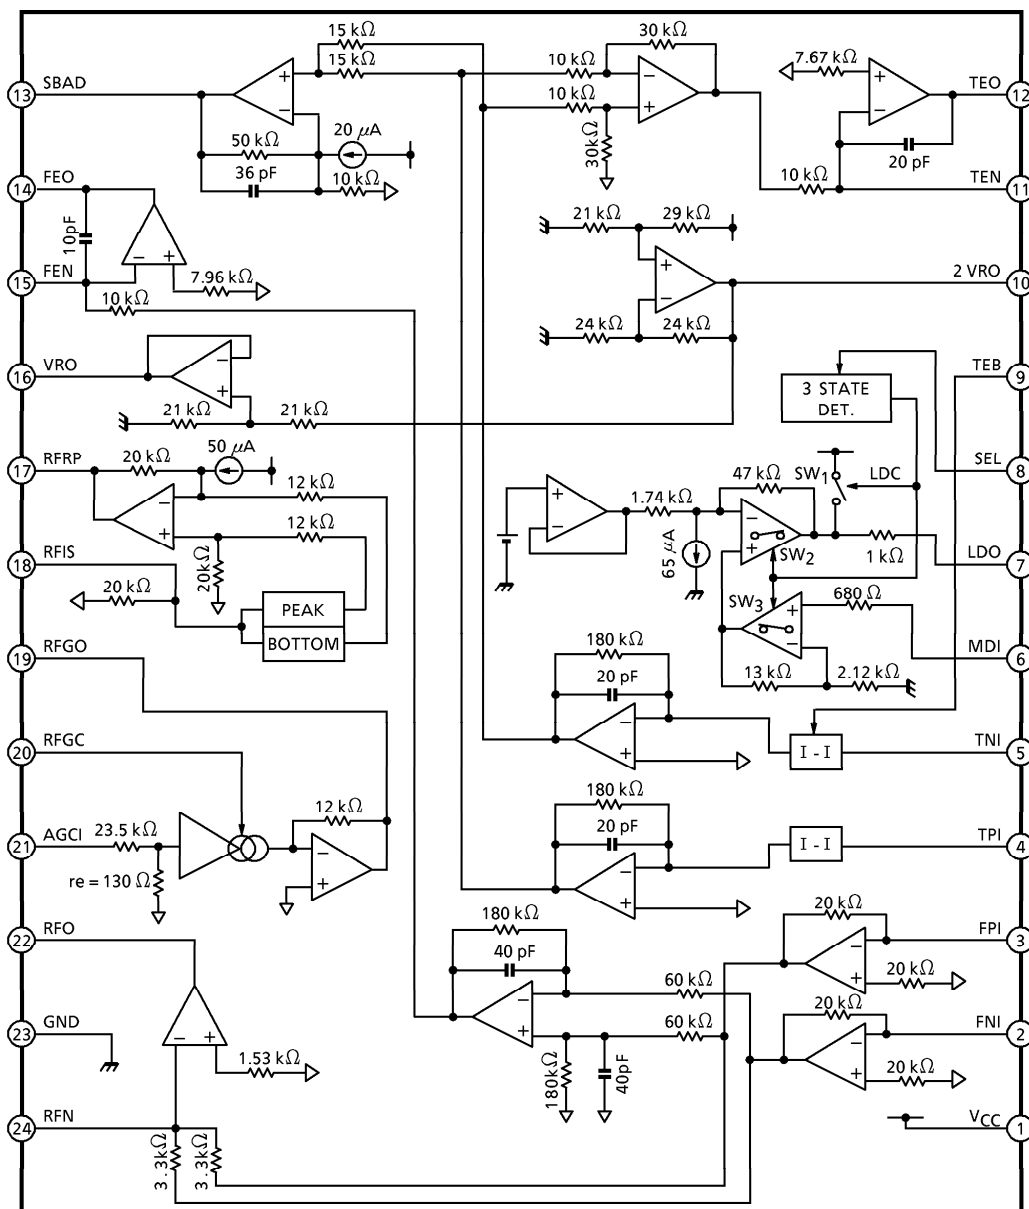 15 kΩ
30 kΩ
15 kΩ
10 kΩ
7.67 kΩ
13 SBAD
+
−
−
+
+
−
TEO 12
10 kΩ
20 μA
50 kΩ
30kΩ
36 pF
20 pF
10 kΩ
10 kΩ
14 FEO
TEN 11
10pF
21 kΩ
29 kΩ
− +
7.96 kΩ
+
−
15 FEN
2 VRO 10
10 kΩ
24 kΩ
24 kΩ
16 VRO
−
+
TEB 9
3 STATE
DET.
21 kΩ
21 kΩ
50 μA
17 RFRP
20 kΩ
12 kΩ
SEL 8
47 kΩ
SW1
LDC
−
+
12 kΩ
+
−
1.74 kΩ
−
+
65 μA
SW2
1 kΩ
18 RFIS
20kΩ
LDO 7
20 kΩ
PEAK
BOTTOM
SW3
680 Ω
+
−
19 RFGO
180 kΩ
MDI 6
20 pF
13 kΩ
2.12 kΩ
−
+
20 RFGC
I - I
TNI 5
180 kΩ
12 kΩ
20 pF
21 AGCI
23.5 kΩ
I - I
TPI 4
re = 130 Ω
−
+
−
+
180 kΩ
20 kΩ
22 RFO
40 pF
FPI 3
−
+
20 kΩ
−
+
60 kΩ
20 kΩ
23 GND
− +
60 kΩ
FNI 2
1.53 kΩ
−
+
20 kΩ
180kΩ
40pF
24 RFN
VCC 1
3.3kΩ
3.3kΩ